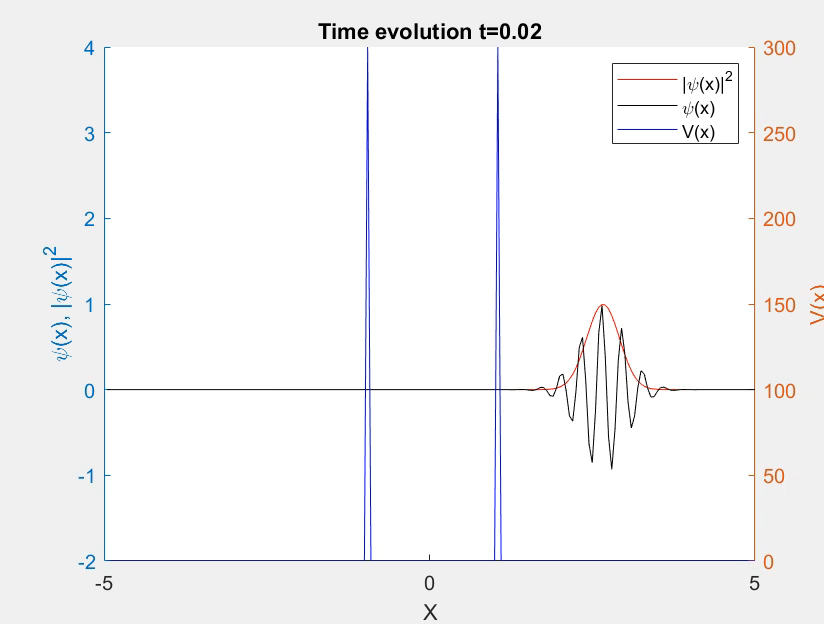 Time evolution t=0.02
4
3
2
1
0
-1
-2
ψ(x), |ψ(x)|²
300
250
200
150
100
50
0
V(x)
|ψ(x)|²
ψ(x)
V(x)
-5
0
5
X